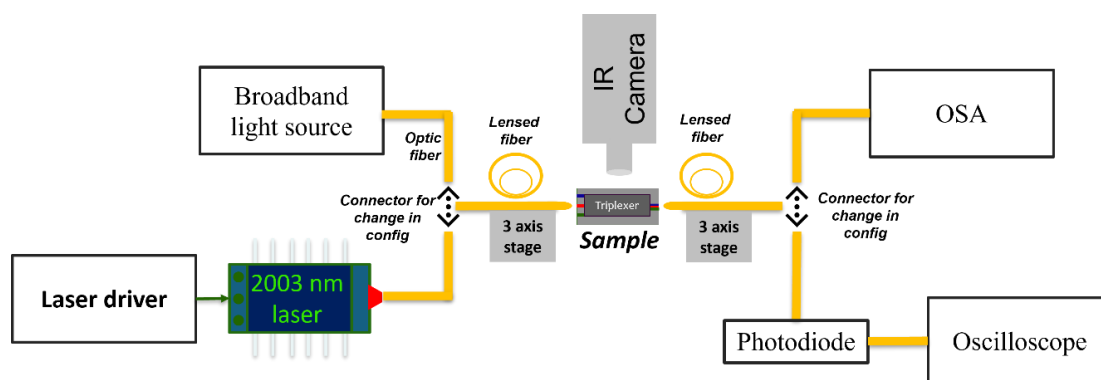 Broadband
light source
Optic
fiber
Lensed
fiber
IR
Camera
Lensed
fiber
OSA
Connector for
change in
config
Triplexer
3 axis
stage
Sample
3 axis
stage
Connector for
change in
config
Laser driver
2003 nm
laser
Photodiode
Oscilloscope